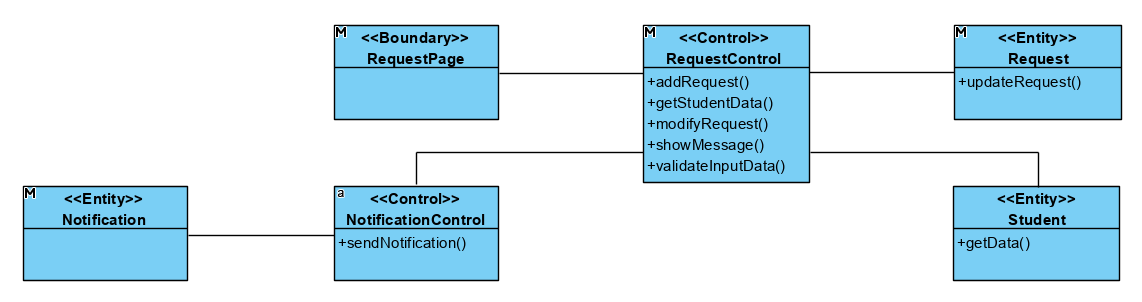 M
<<Boundary>>
RequestPage
M
<<Control>>
RequestControl
+addRequest()
+getStudentData()
+modifyRequest()
+showMessage()
+validateInputData()
M
<<Entity>>
Request
+updateRequest()
M
<<Entity>>
Notification
a
<<Control>>
NotificationControl
+sendNotification()
<<Entity>>
Student
+getData()